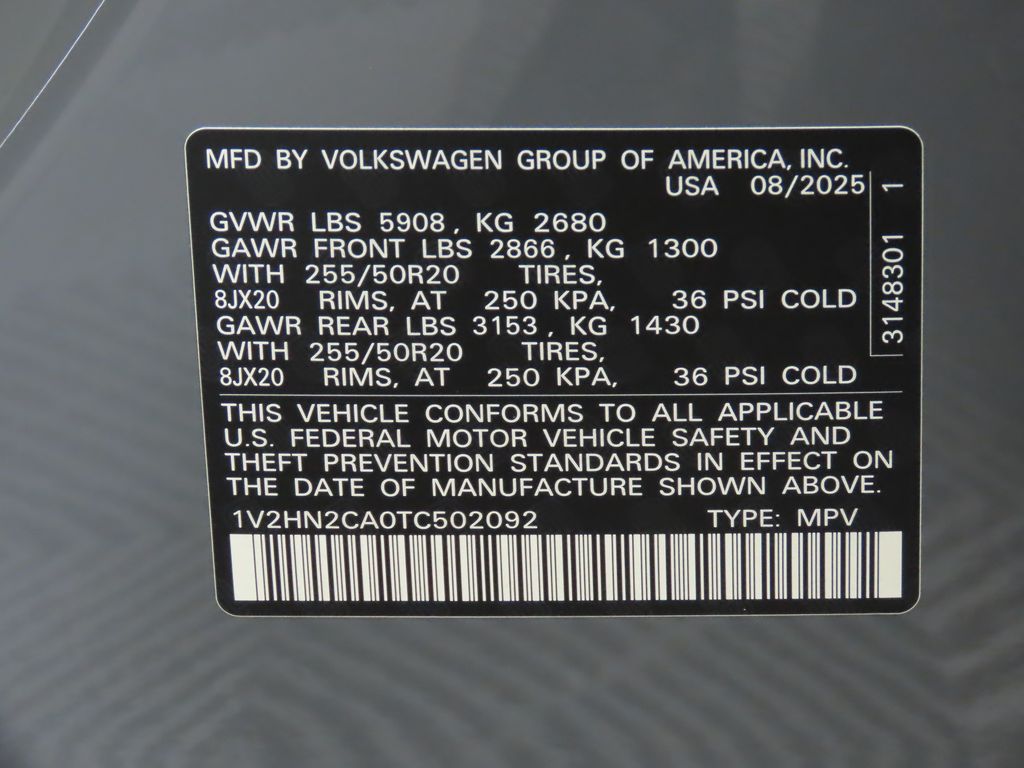 MFD BY VOLKSWAGEN GROUP OF AMERICA, INC.
USA 08/2025
GVWR LBS 5908, KG 2680
GAWR FRONT LBS 2866, KG 1300
WITH 255/50R20 TIRES,
8JX20 RIMS, AT 250 KPA, 36 PSI COLD
GAWR REAR LBS 3153, KG 1430
WITH 255/50R20 TIRES,
8JX20 RIMS, AT 250 KPA, 36 PSI COLD
3148301 1
THIS VEHICLE CONFORMS TO ALL APPLICABLE
U.S. FEDERAL MOTOR VEHICLE SAFETY AND
THEFT PREVENTION STANDARDS IN EFFECT ON
THE DATE OF MANUFACTURE SHOWN ABOVE.
1V2HN2CA0TC502092 TYPE: MPV